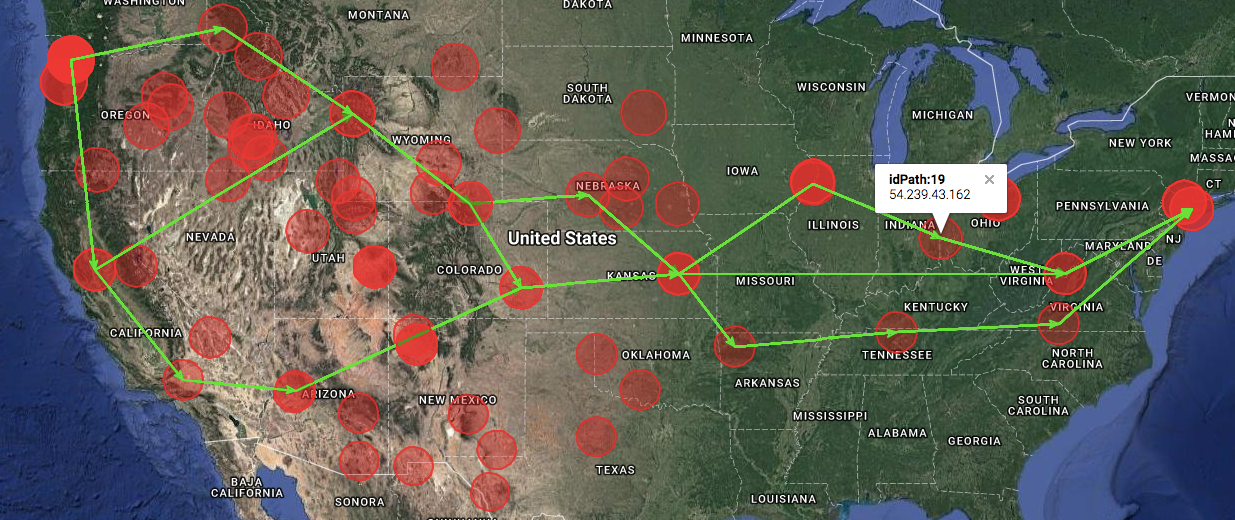 WASHINGTON
MONTANA
DAKOTA
MINNESOTA
SOUTH
DAKOTA
WISCONSIN
MICHIGAN
VERMON
N
HAM
NEW YORK
MASSA
CT
OREGON
IDAHO
WYOMING
IOWA
NEBRASKA
idPath:19 ×
54.239.43.162
PENNSYLVANIA
ILLINOIS
INDIANA
OHIO
NJ
MARYLAND
DE
NEVADA
United States
UTAH
COLORADO
KANSAS
MISSOURI
WEST
VIRGINIA
KENTUCKY
VIRGINIA
CALIFORNIA
OKLAHOMA
TENNESSEE
NORTH
CAROLINA
ARIZONA
NEW MEXICO
ARKANSAS
MISSISSIPPI
SOUTH
CAROLINA
ALABAMA
GEORGIA
TEXAS
BAJA
CALIFORNIA
SONORA
LOUISIANA